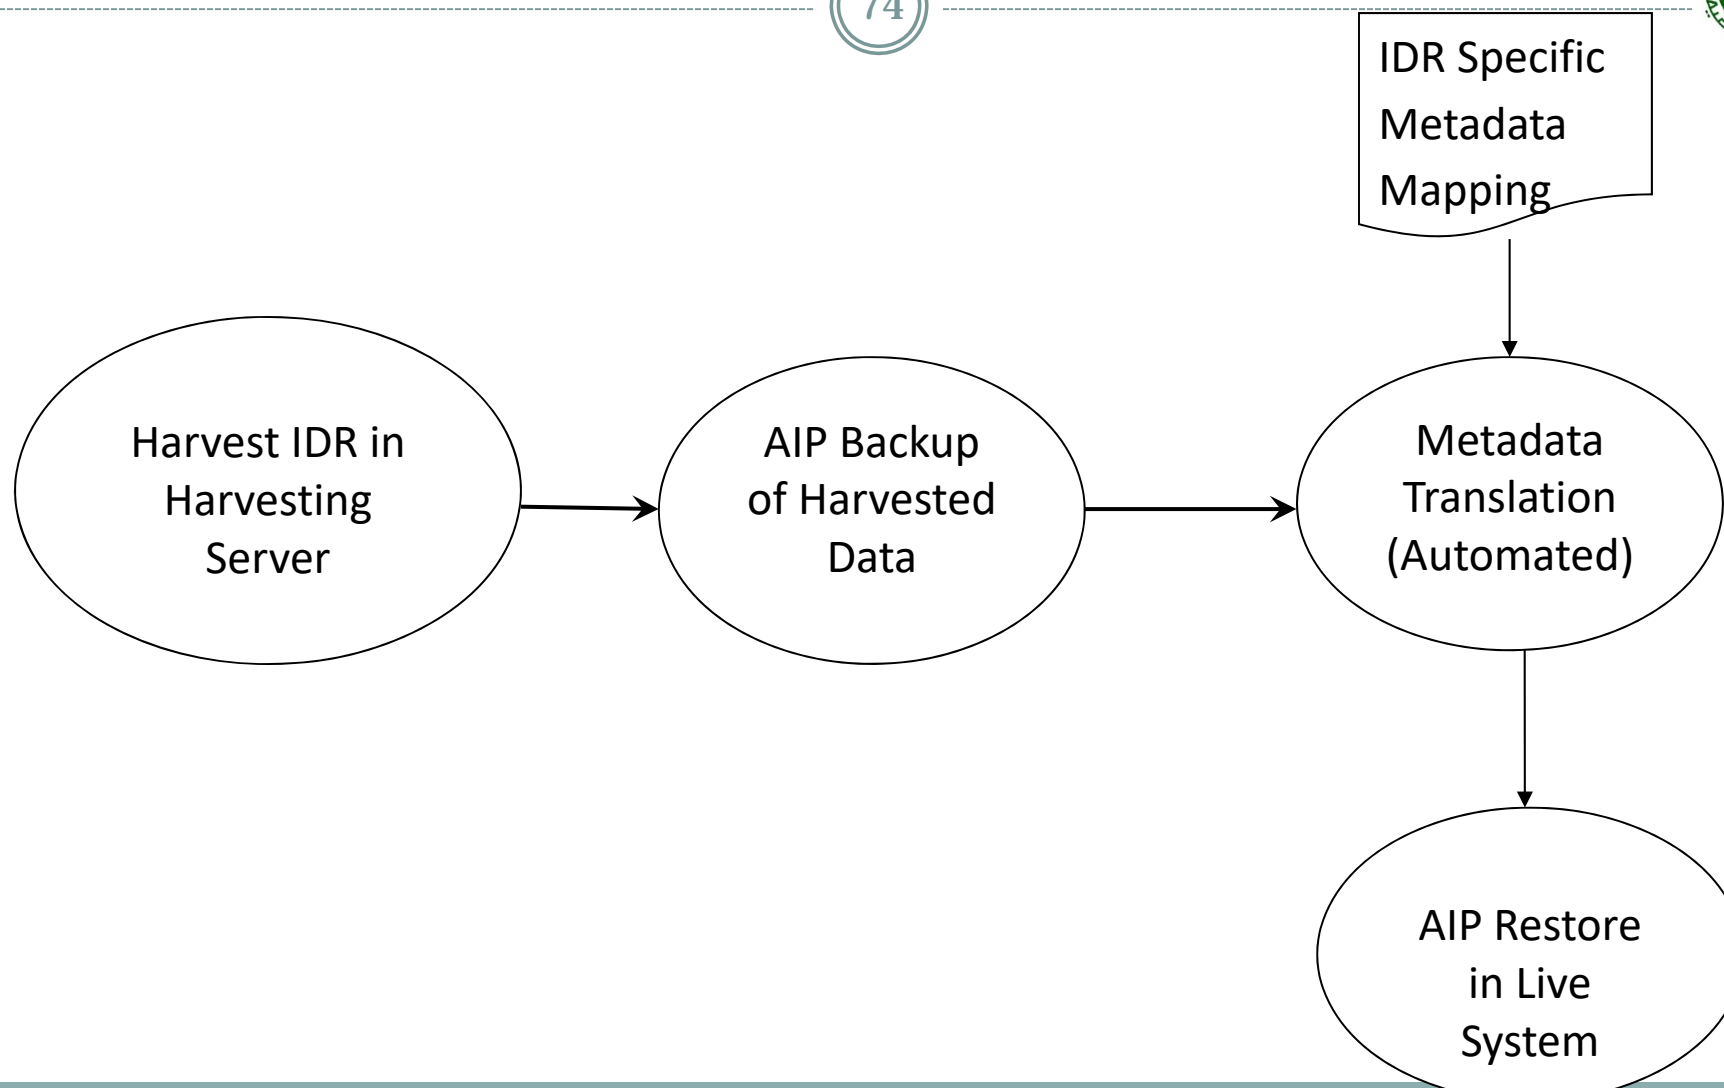 74
IDR Specific
Metadata
Mapping
Harvest IDR in
Harvesting
Server
AIP Backup
of Harvested
Data
Metadata
Translation
(Automated)
AIP Restore
in Live
System